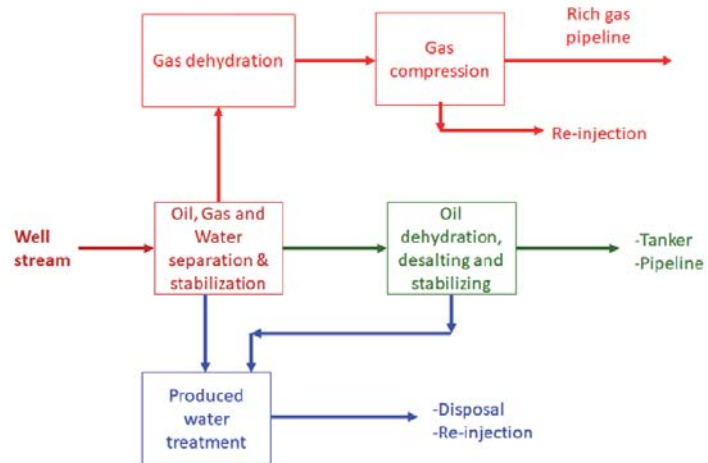 Rich gas
pipeline
Gas dehydration
Gas
compression
Re-injection
Well
stream
Oil, Gas and
Water
separation &
stabilization
Oil
dehydration,
desalting and
stabilizing
-Tanker
-Pipeline
Produced
water
treatment
-Disposal
-Re-injection